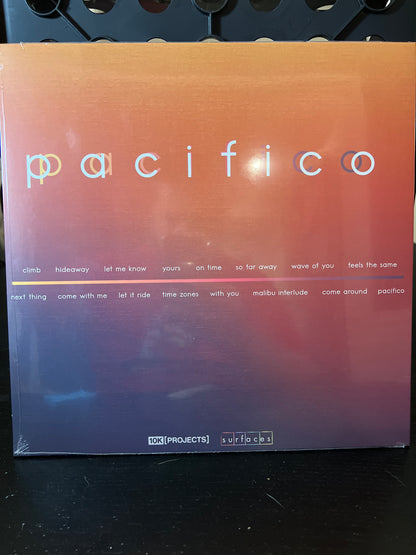 pacifico
climb hideaway let me know yours on time so far away wave of you feels the same
next thing come with me let it ride time zones with you malibu interlude come around pacifico
10K[PROJECTS] surfaces